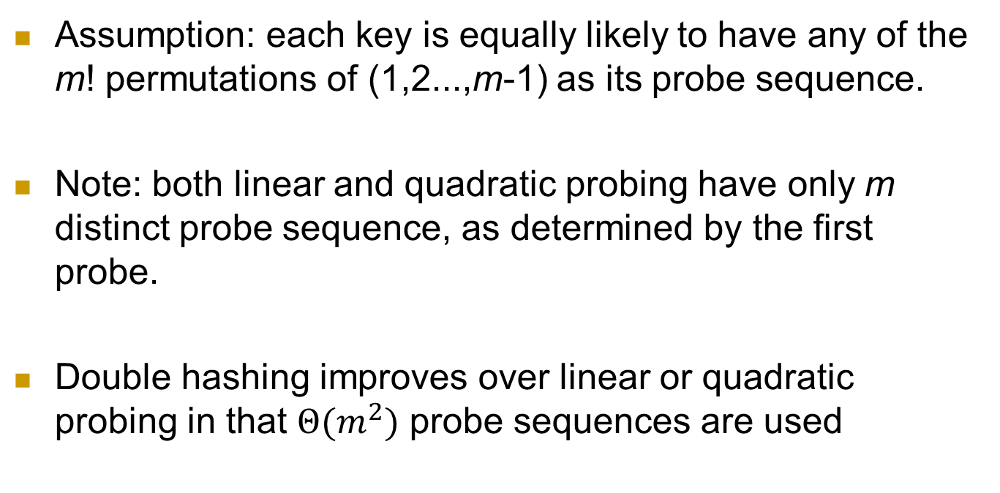 Assumption: each key is equally likely to have any of the
m! permutations of (1,2...,m-1) as its probe sequence.
Note: both linear and quadratic probing have only m
distinct probe sequence, as determined by the first
probe.
Double hashing improves over linear or quadratic
probing in that Θ(m²) probe sequences are used